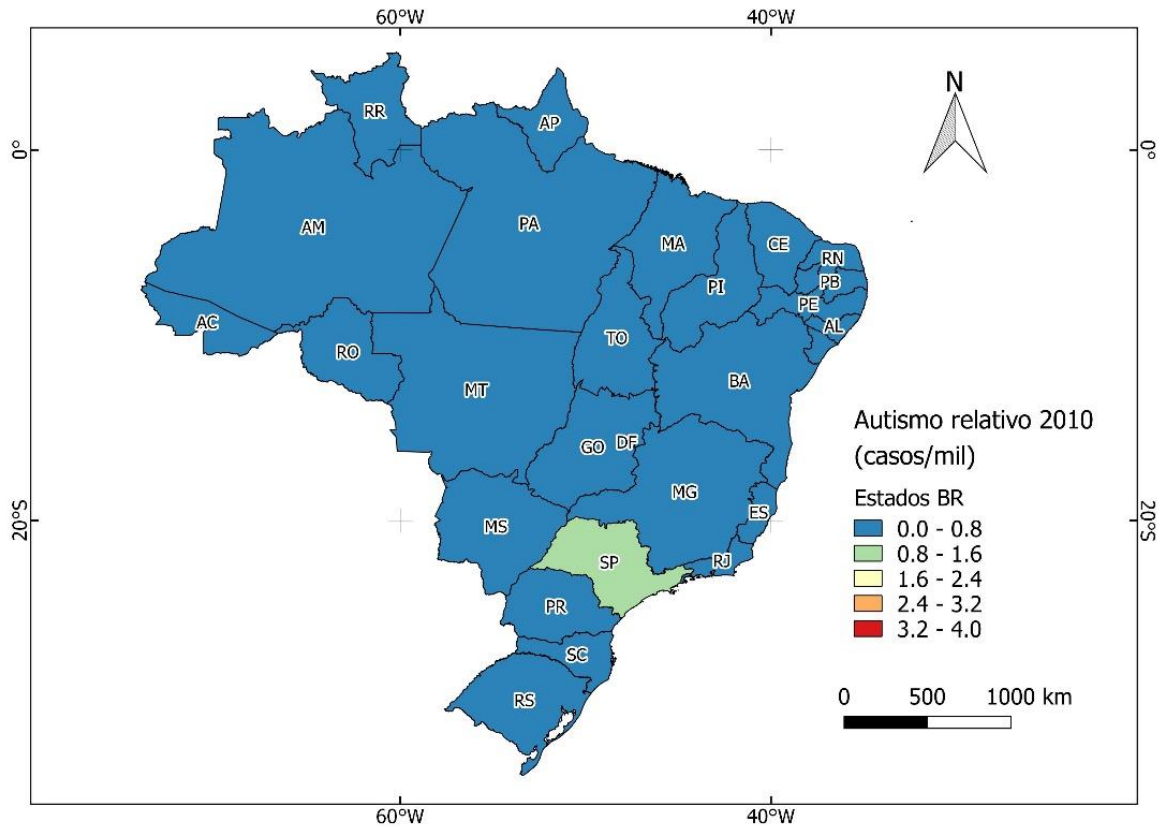 60°W 40°W
N
RR
AP
0° 0°
AM
PA
MA
CE
RN
PB
PI
PE
AC
AL
TO
RO
BA
MT
Autismo relativo 2010
(casos/mil)
GO DF
Estados BR
MG
ES
20°S 20°S
MS
0.0 - 0.8
0.8 - 1.6
SP
RJ
1.6 - 2.4
2.4 - 3.2
PR
3.2 - 4.0
SC
RS
0 500 1000 km
60°W 40°W